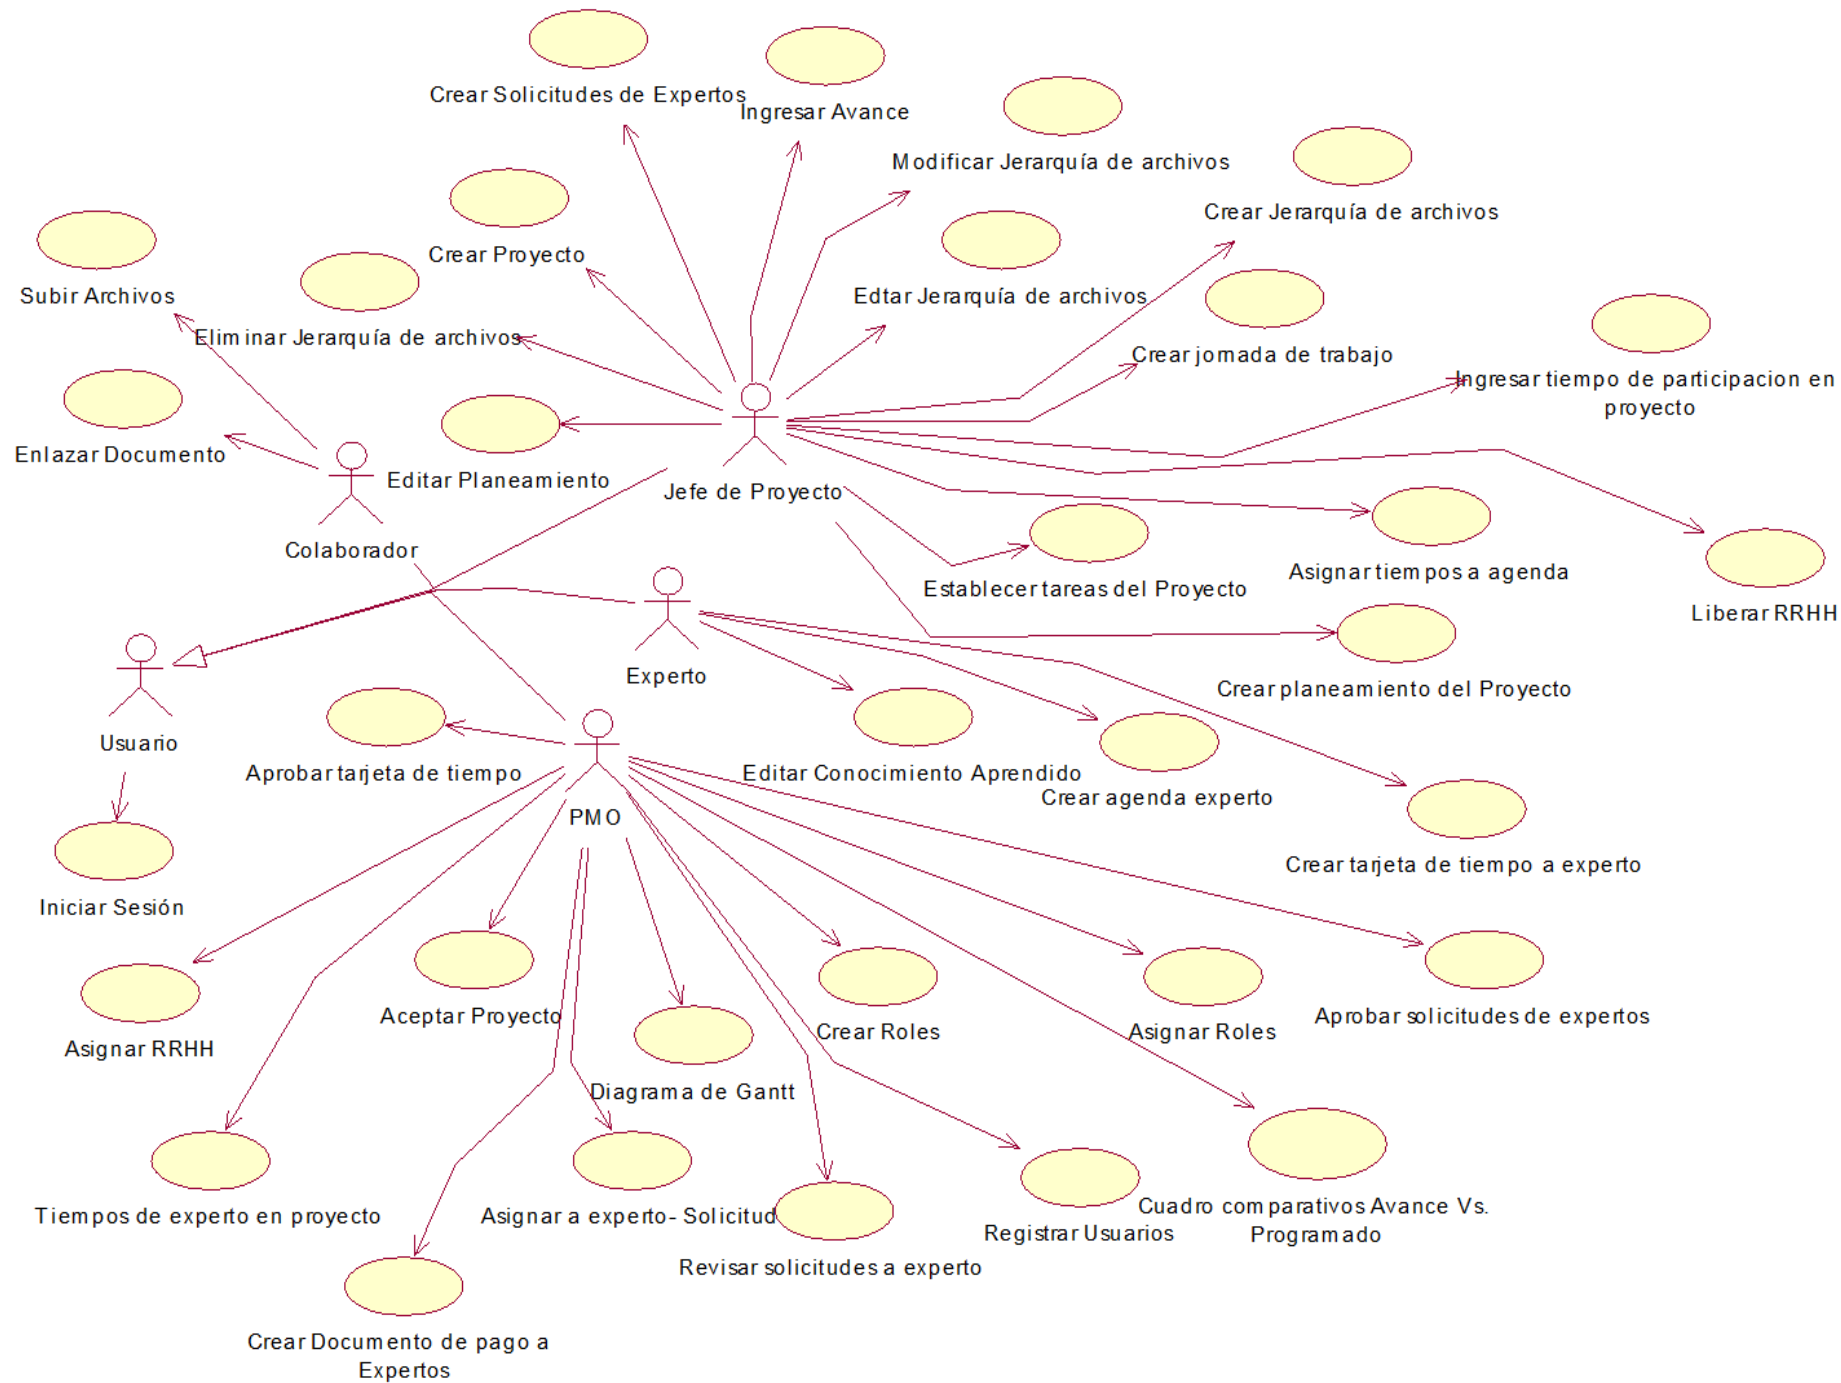 Crear Solicitudes de Expertos
Ingresar Avance
Modificar Jerarquía de archivos
Crear Jerarquía de archivos
Crear Proyecto
Subir Archivos
Edtar Jerarquía de archivos
Eliminar Jerarquía de archivos
Crear jornada de trabajo
Ingresar tiempo de participacion en
proyecto
Enlazar Documento
Editar Planeamiento
Jefe de Proyecto
Colaborador
Asignar tiempos a agenda
Establecer tareas del Proyecto
Liberar RRHH
Experto
Crear planeamiento del Proyecto
Usuario
Aprobar tarjeta de tiempo
Editar Conocimiento Aprendido
Crear agenda experto
PMO
Crear tarjeta de tiempo a experto
Iniciar Sesión
Aceptar Proyecto
Aprobar solicitudes de expertos
Crear Roles
Asignar Roles
Asignar RRHH
Diagrama de Gantt
Tiempos de experto en proyecto
Asignar a experto- Solicitud
Cuadro comparativos Avance Vs.
Programado
Registrar Usuarios
Revisar solicitudes a experto
Crear Documento de pago a
Expertos